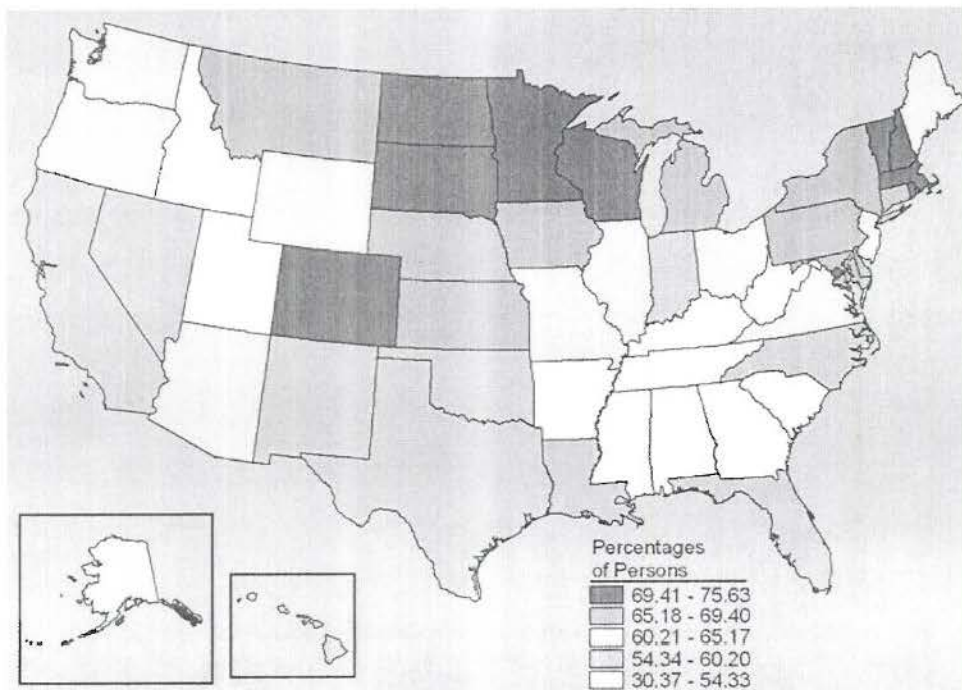 Percentages
of Persons
69.41 - 75.63
65.18 - 69.40
60.21 - 65.17
54.34 - 60.20
30.37 - 54.33